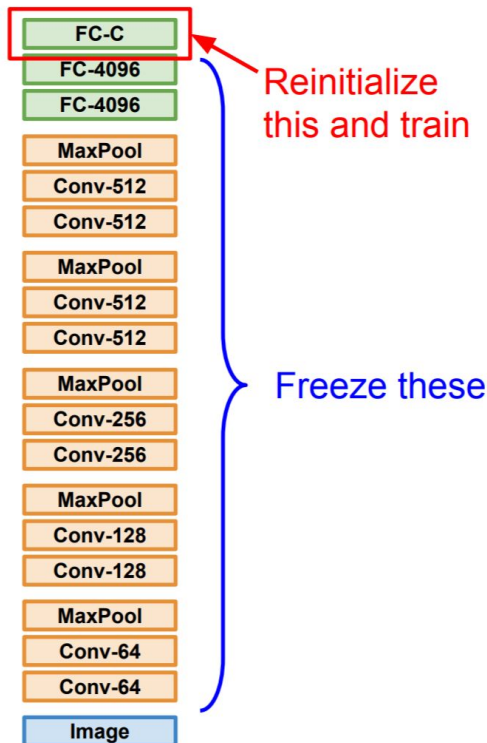 FC-C
FC-4096
FC-4096
Reinitialize
this and train
MaxPool
Conv-512
Conv-512
MaxPool
Conv-512
Conv-512
MaxPool
Conv-256
Conv-256
Freeze these
MaxPool
Conv-128
Conv-128
MaxPool
Conv-64
Conv-64
Image